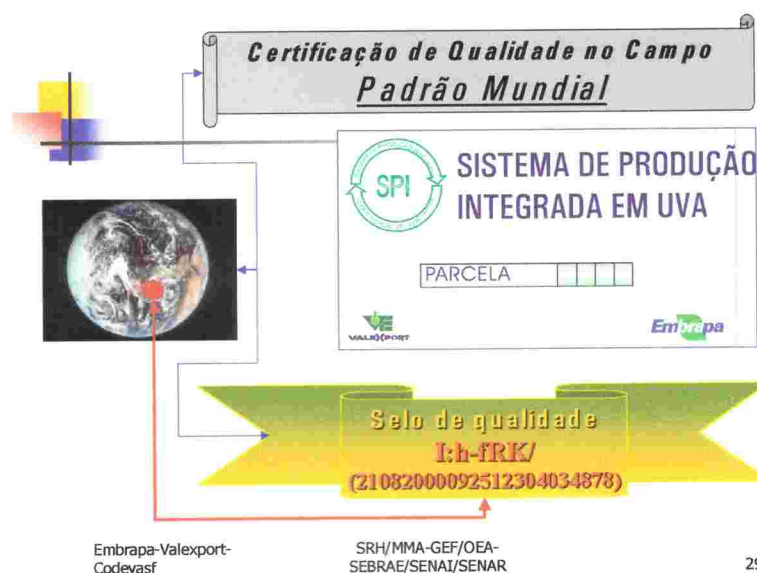 Certificação de Qualidade no Campo
Padrão Mundial
SPI
SISTEMA DE PRODUÇÃO
INTEGRADA EM UVA
PARCELA
VALEXPORT
Embrapa
Selo de qualidade
I:h-fRK/
(21082000092512304034878)
Embrapa-Valexport-
Codevasf
SRH/MMA-GEF/OEA-
SEBRAE/SENAI/SENAR
29